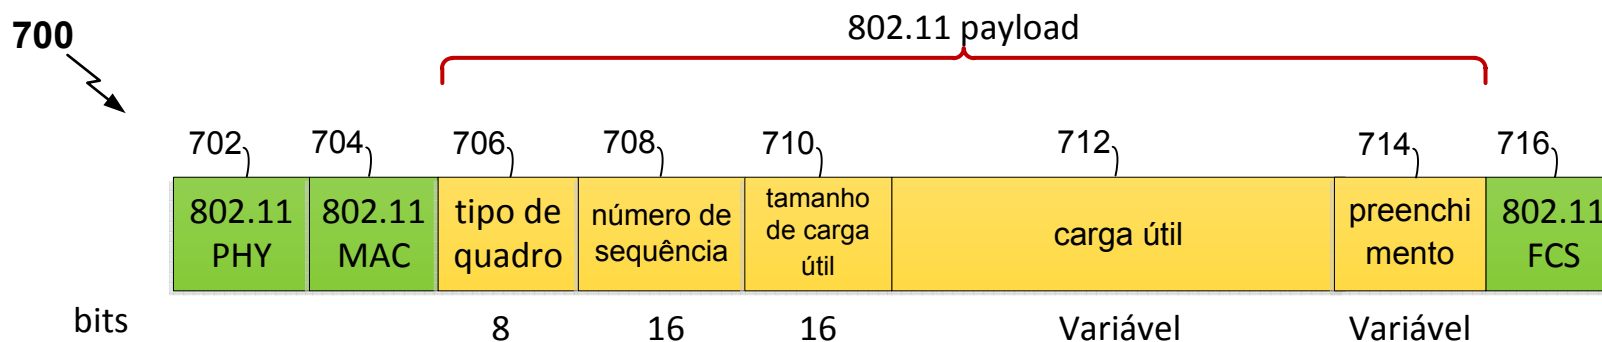 802.11 payload
700
702
704
706
708
710
712
714
716
802.11
PHY
802.11
MAC
tipo de
quadro
número de
sequência
tamanho
de carga
útil
carga útil
preenchi
mento
802.11
FCS
bits
8
16
16
Variável
Variável